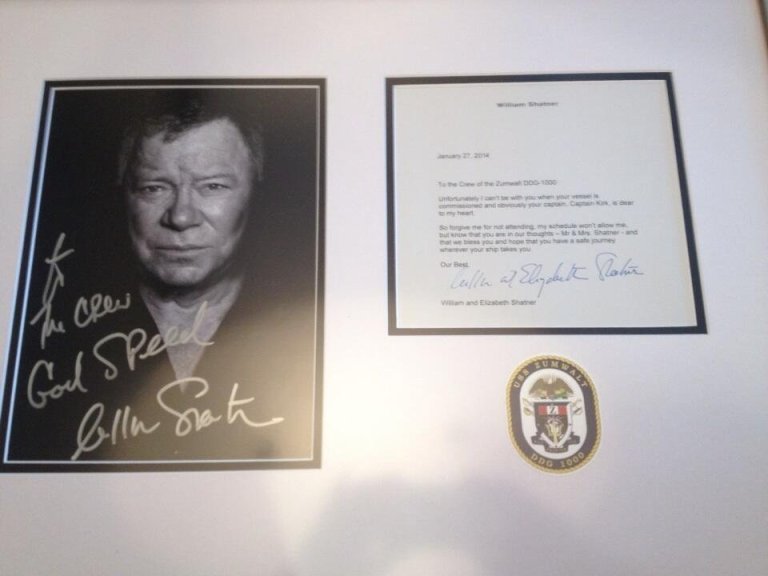 To
The Crew
God Speed
William Shatner
William Shatner
January 27, 2014
To the Crew of the Zumwalt DDG-1000
Unfortunately I can't be with you when your vessel is
commissioned and obviously your captain, Captain Kirk, is dear
to my heart.
So forgive me for not attending, my schedule won't allow me,
but know that you are in our thoughts – Mr & Mrs. Shatner - and
that we bless you and hope that you have a safe journey
wherever your ship takes you.
Our Best,
William & Elizabeth Shatner
William and Elizabeth Shatner
USS ZUMWALT
DDG 1000